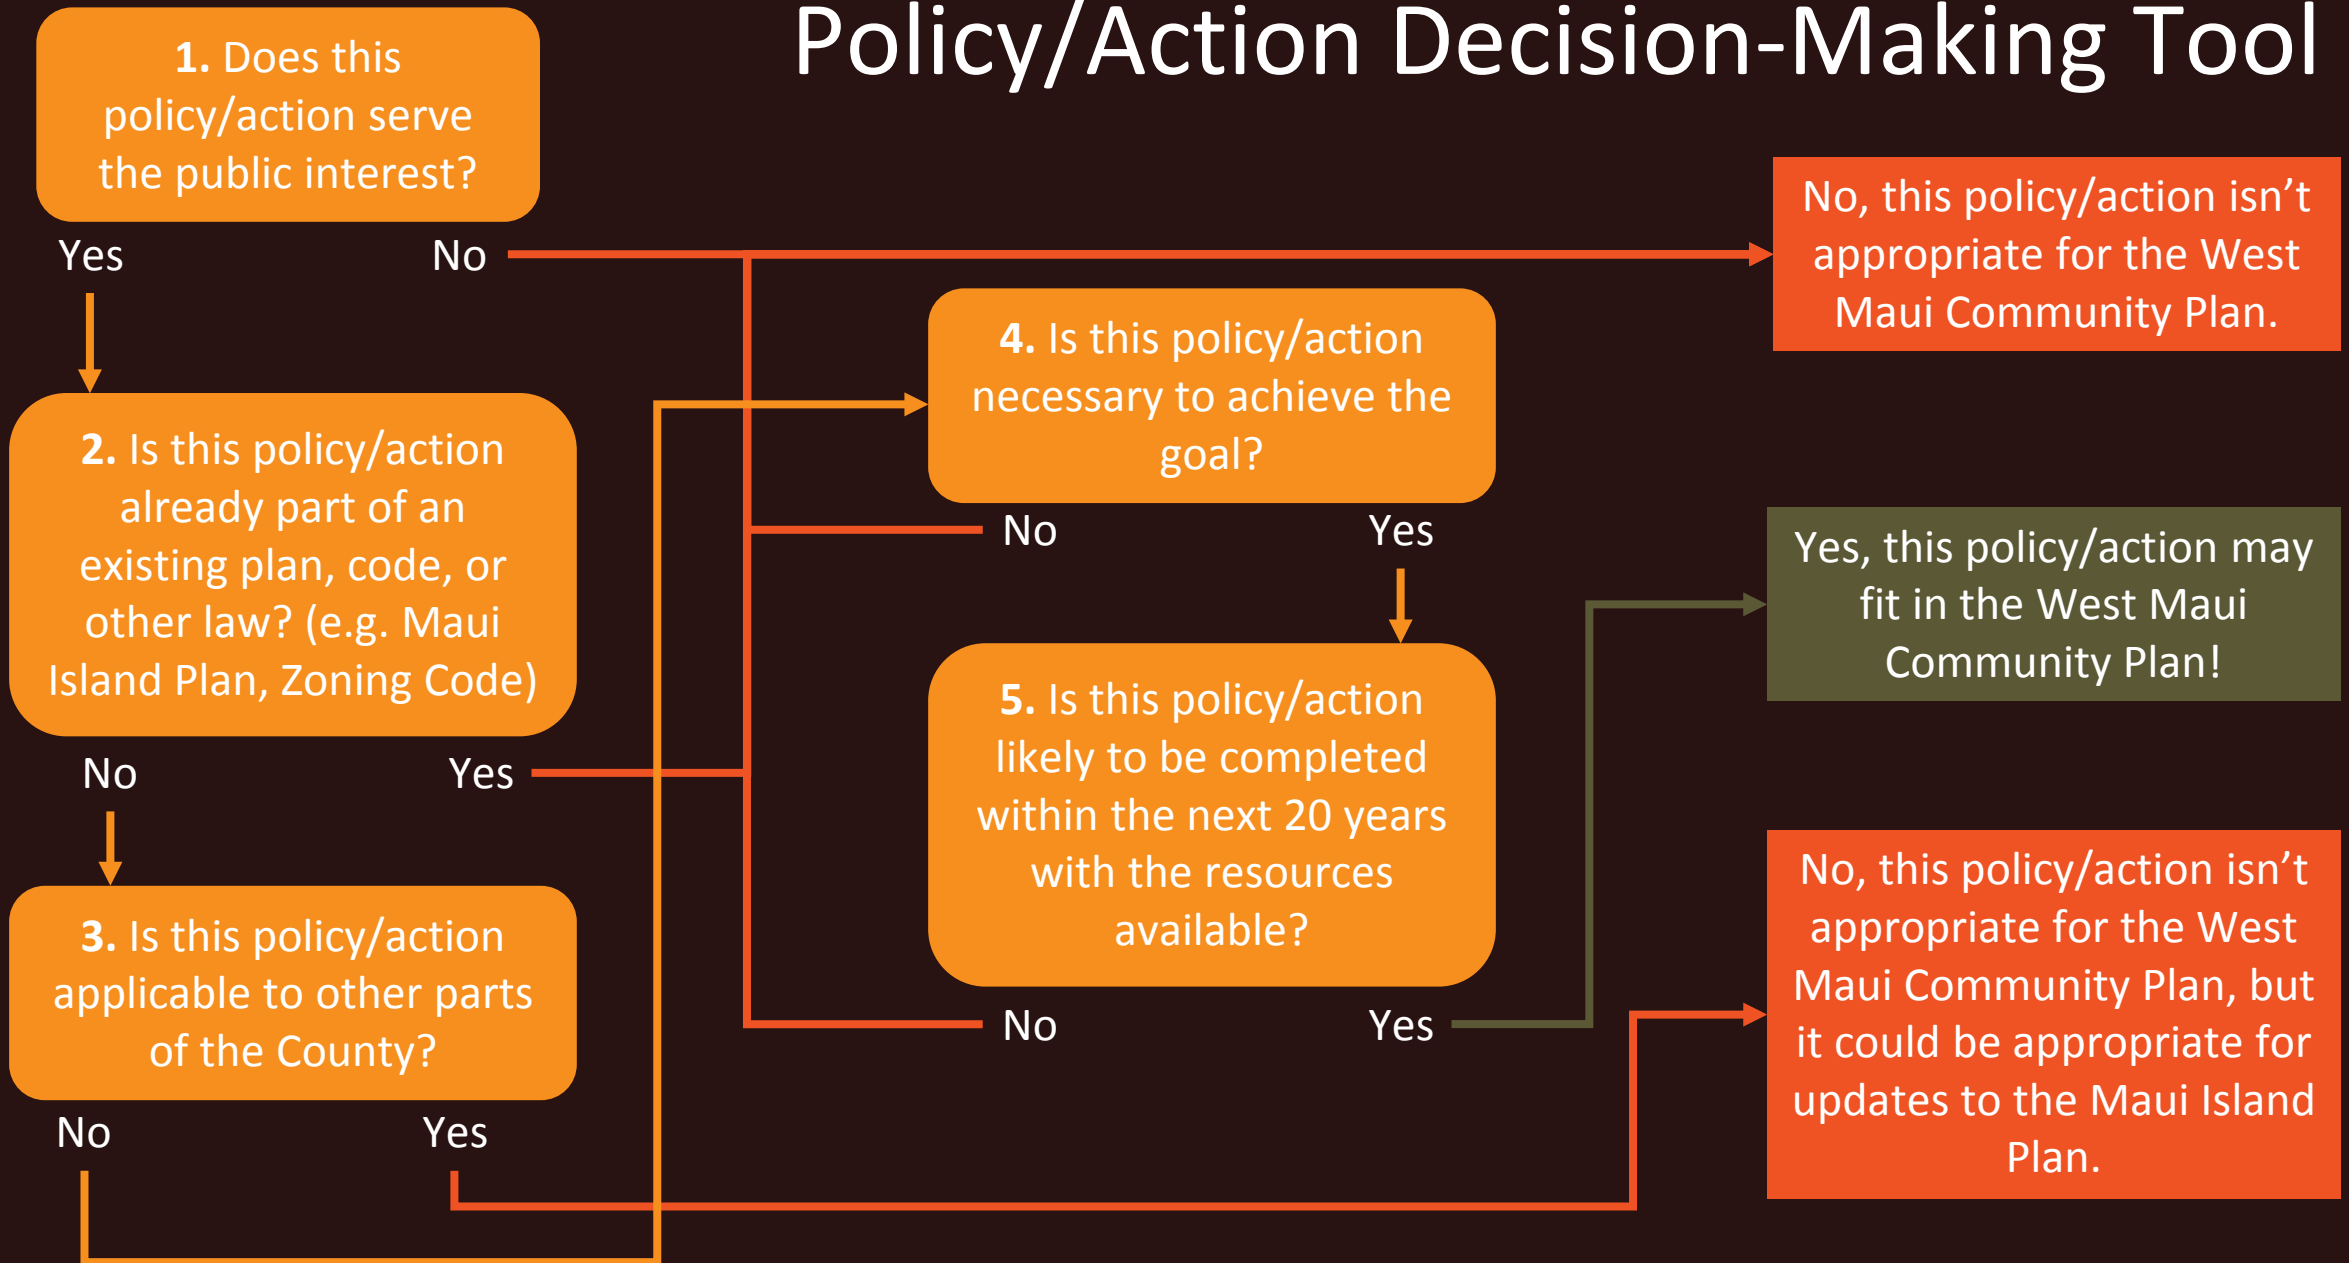 Policy/Action Decision-Making Tool
1. Does this
policy/action serve
the public interest?
Yes
No
2. Is this policy/action
already part of an
existing plan, code, or
other law? (e.g. Maui
Island Plan, Zoning Code)
No
Yes
3. Is this policy/action
applicable to other parts
of the County?
No
Yes
4. Is this policy/action
necessary to achieve the
goal?
No
Yes
5. Is this policy/action
likely to be completed
within the next 20 years
with the resources
available?
No
Yes
No, this policy/action isn’t
appropriate for the West
Maui Community Plan.
Yes, this policy/action may
fit in the West Maui
Community Plan!
No, this policy/action isn’t
appropriate for the West
Maui Community Plan, but
it could be appropriate for
updates to the Maui Island
Plan.